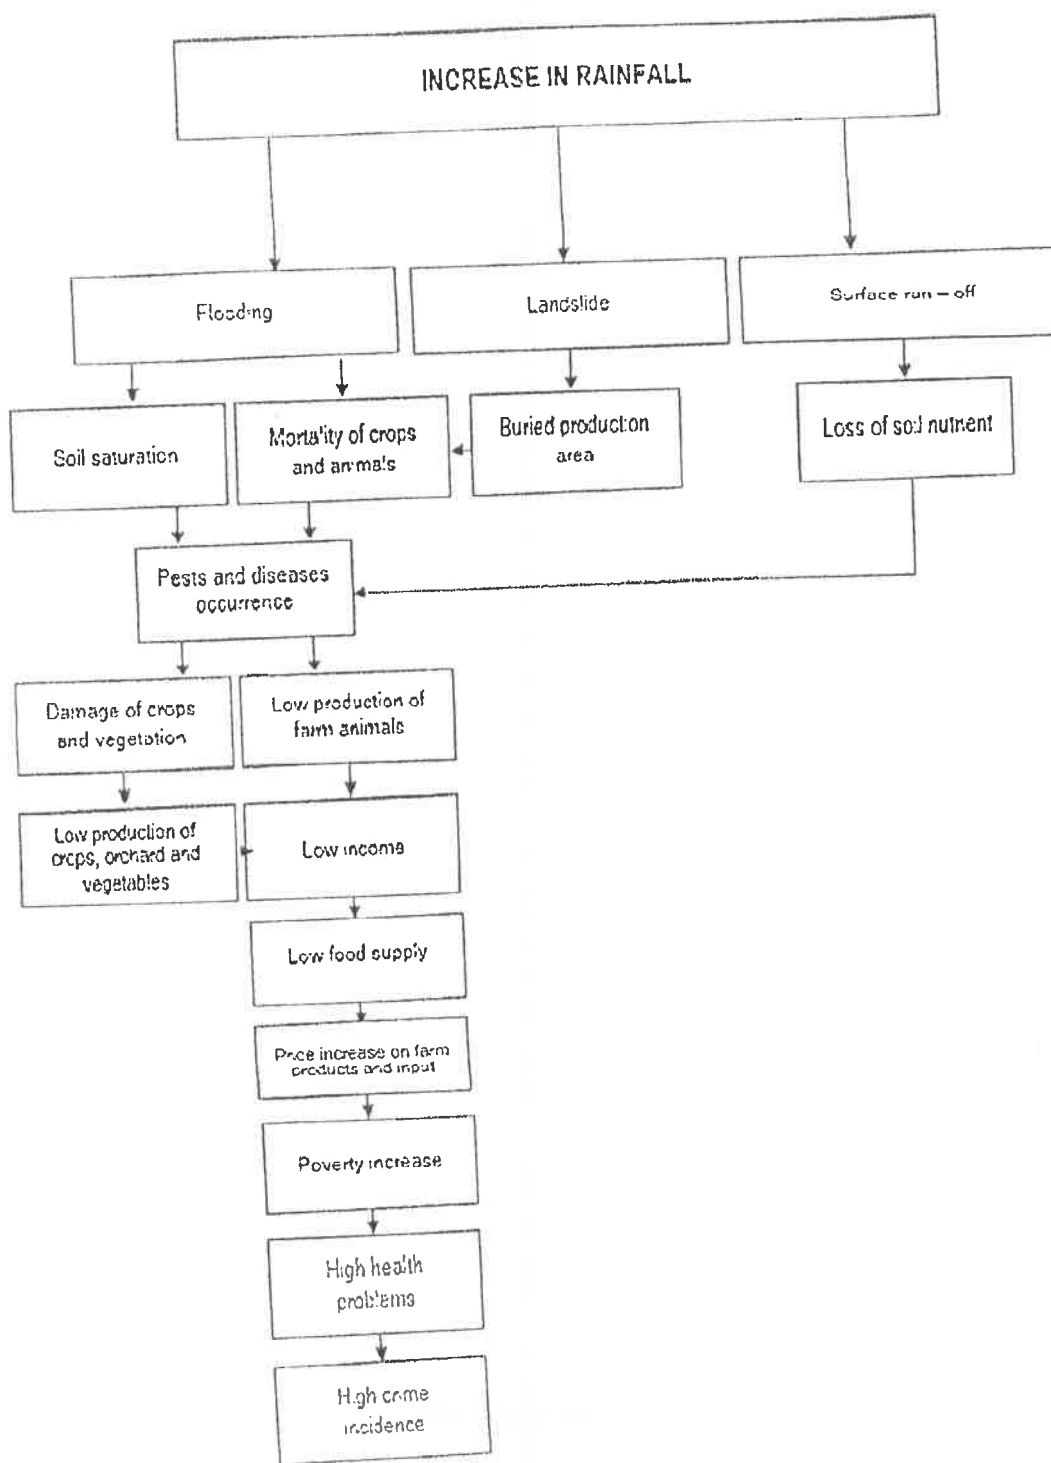 INCREASE IN RAINFALL
Flooding
Landslide
Surface run – off
Soil saturation
Mortality of crops
and animals
Buried production
area
Loss of soil nutrient
Pests and diseases
occurrence
Damage of crops
and vegetation
Low production of
farm animals
Low production of
crops, orchard and
vegetables
Low income
Low food supply
Price increase on farm
products and input
Poverty increase
High health
problems
High crime
incidence